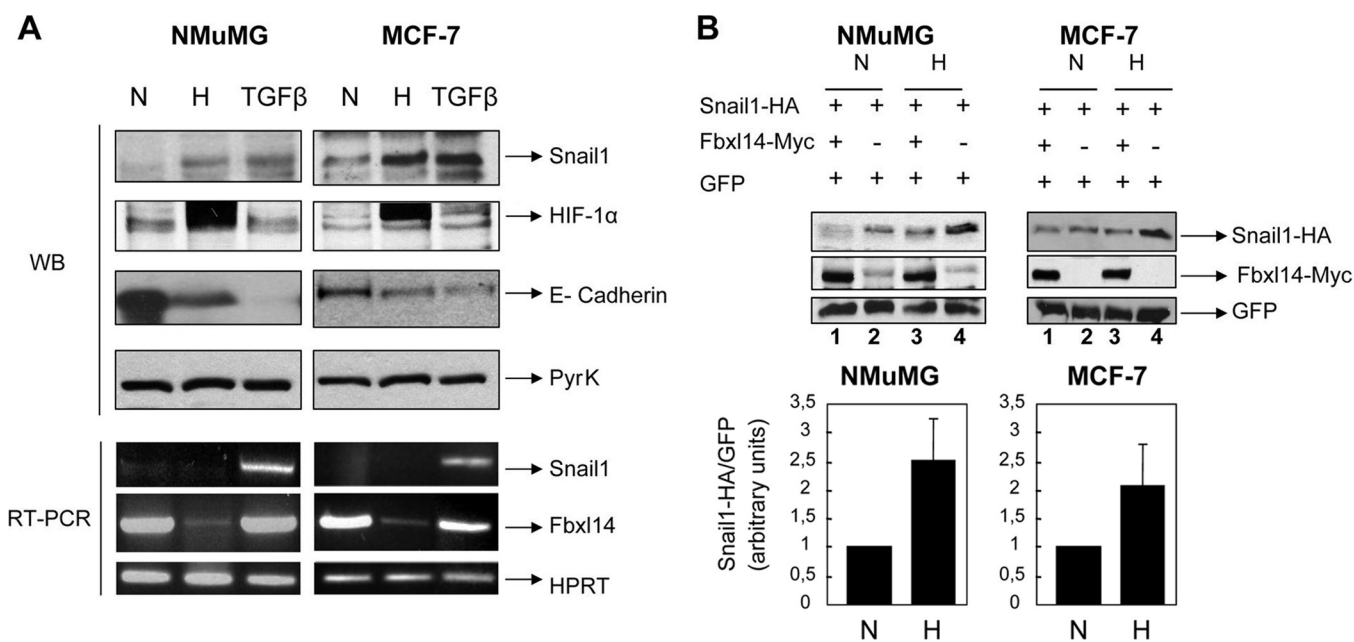 A
NMuMG MCF-7
N H TGFβ N H TGFβ
WB
Snail1
HIF-1α
E- Cadherin
PyrK
RT-PCR
Snail1
Fbxl14
HPRT
B
NMuMG MCF-7
N H N H
Snail1-HA + + + + + + + +
Fbxl14-Myc + - + - + - + -
GFP + + + + + + + +
Snail1-HA
Fbxl14-Myc
GFP
1 2 3 4 1 2 3 4
NMuMG MCF-7
Snail1-HA/GFP
(arbitrary units)
3,5 3,5
3 3
2,5 2,5
2 2
1,5 1,5
1 1
0,5 0,5
0 0
N H N H